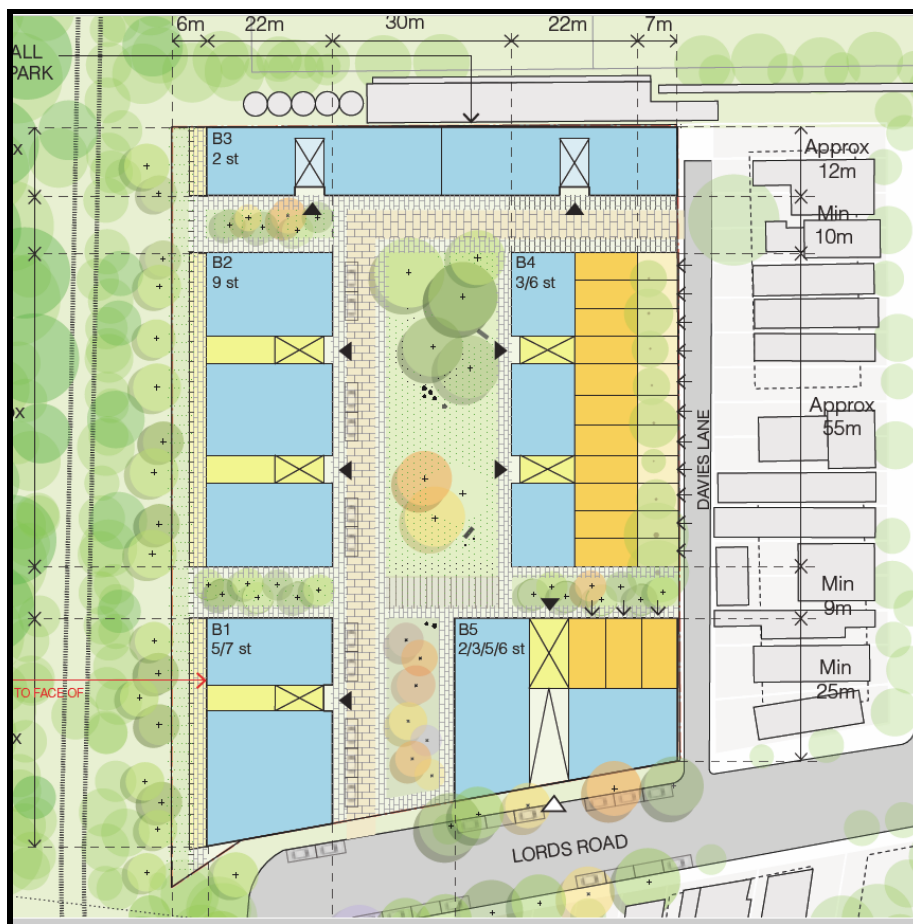 6m
22m
30m
22m
7m
ALL
PARK
B3
2 st
Approx
12m
Min
10m
B2
9 st
B4
3/6 st
Approx
55m
DAVIES LANE
Min
9m
B1
5/7 st
B5
2/3/5/6 st
TO FACE OF
Min
25m
LORDS ROAD